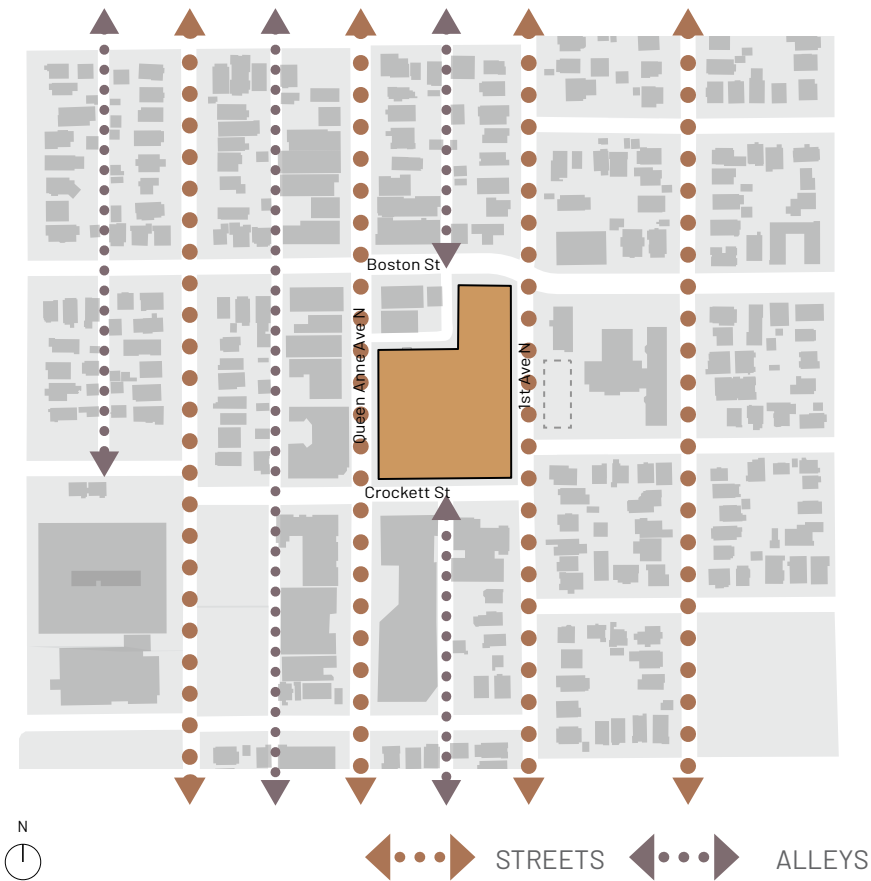 Boston St
Queen Anne Ave N
1st Ave N
Crockett St
N
STREETS
ALLEYS